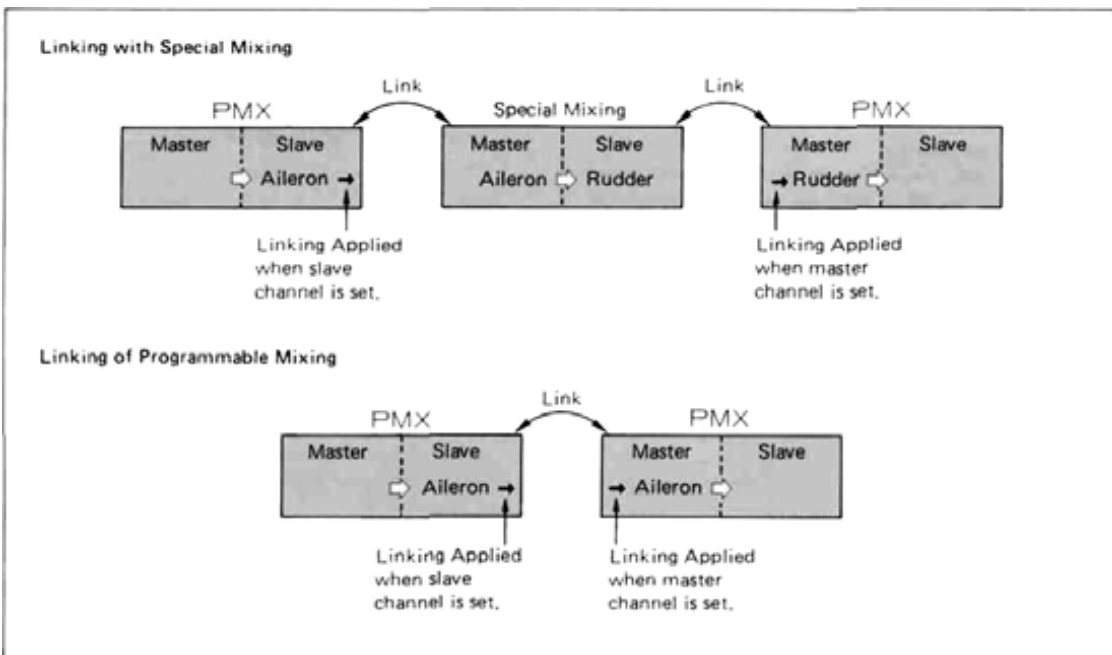 Linking with Special Mixing
Link Link
PMX Special Mixing PMX
Master Slave Master Slave Master Slave
Aileron Aileron Rudder Rudder
Linking Applied
when slave
channel is set.
Linking Applied
when master
channel is set.
Linking of Programmable Mixing
Link
PMX PMX
Master Slave Master Slave
Aileron Aileron
Linking Applied
when slave
channel is set.
Linking Applied
when master
channel is set.